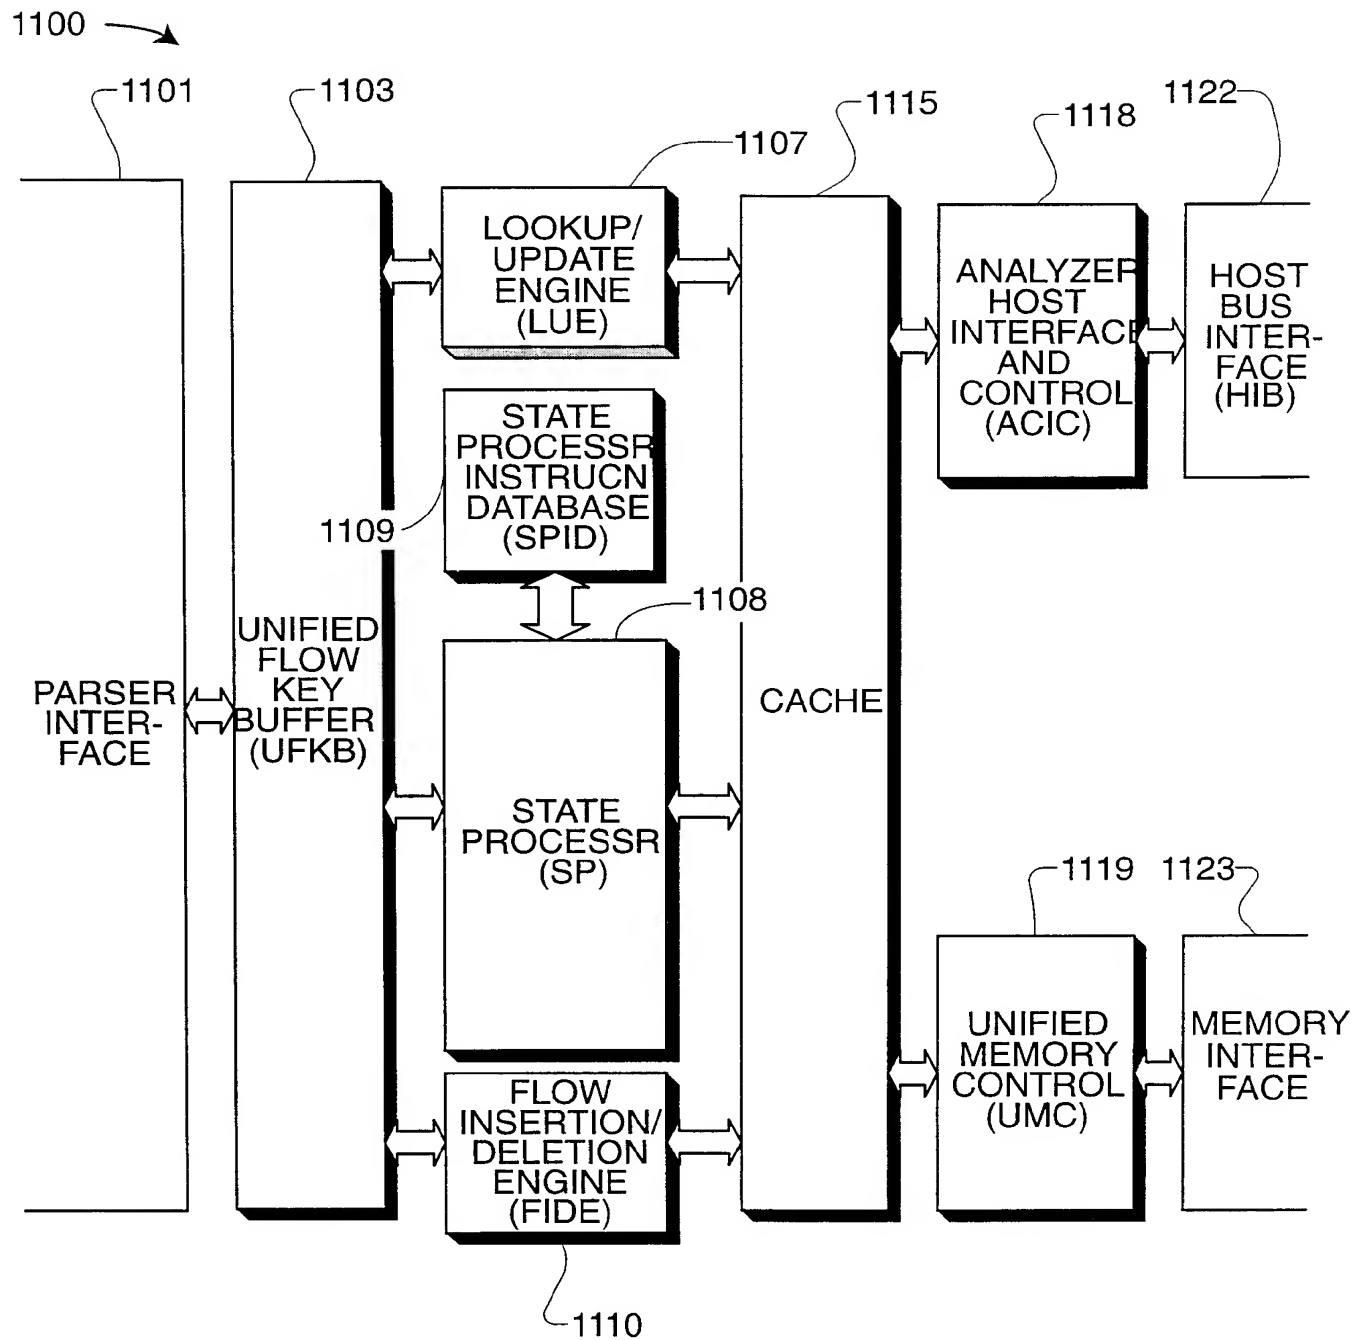 1100
1101
1103
1107
1115
1118
1122
LOOKUP/
UPDATE
ENGINE
(LUE)
ANALYZER
HOST
INTERFACE
AND
CONTROL
(ACIC)
HOST
BUS
INTER-
FACE
(HIB)
STATE
PROCESSR
INSTRUCN
DATABASE
(SPID)
1109
1108
UNIFIED
FLOW
KEY
BUFFER
(UFKB)
PARSER
INTER-
FACE
CACHE
STATE
PROCESSR
(SP)
1119
1123
UNIFIED
MEMORY
CONTROL
(UMC)
MEMORY
INTER-
FACE
FLOW
INSERTION/
DELETION
ENGINE
(FIDE)
1110